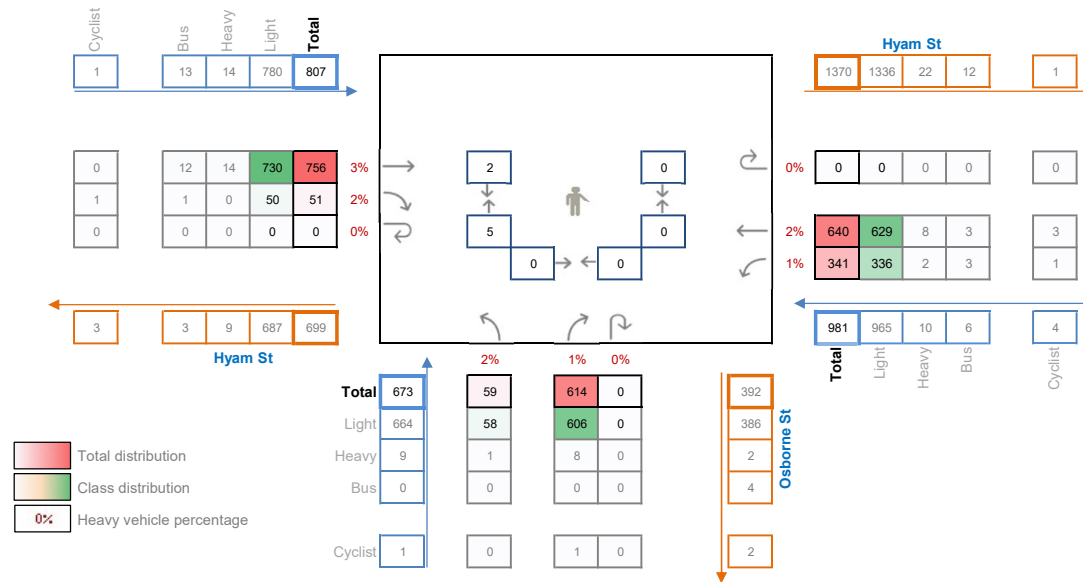 Cyclist Bus Heavy Light Total
1 13 14 780 807
Hyam St
1370 1336 22 12 1
0 12 14 730 756 3%
1 1 0 50 51 2%
0 0 0 0 0 0%
2 0
5 0
0 0
0% 0 0 0 0 0
2% 640 629 8 3 3
1% 341 336 2 3 1
3 3 9 687 699
Hyam St
981 965 10 6 4
Total Light Heavy Bus Cyclist
2% 1% 0%
Total 673 59 614 0 392
Light 664 58 606 0 386
Heavy 9 1 8 0 2
Bus 0 0 0 0 4
Cyclist 1 0 1 0 2
Osborne St
Total distribution
Class distribution
0% Heavy vehicle percentage